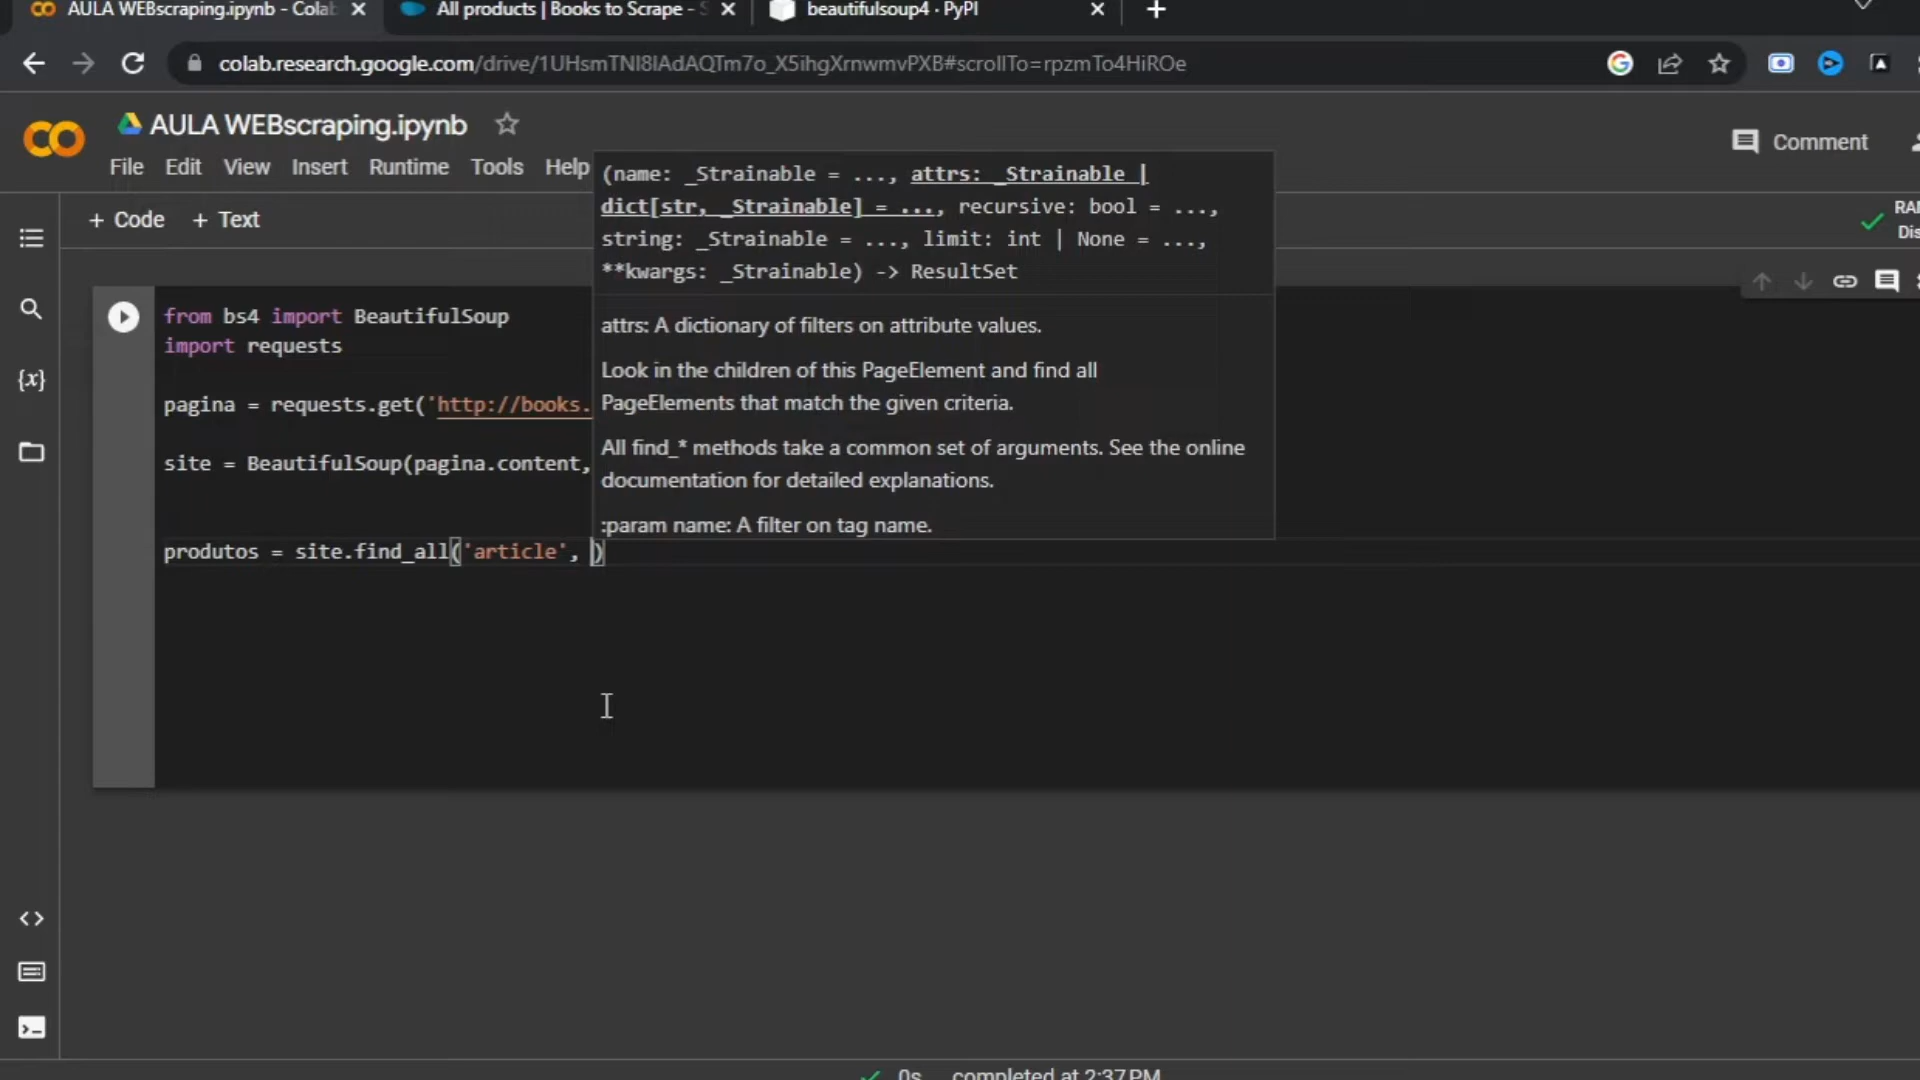 AULA WEBscraping.ipynb - Colab
All products | Books to Scrape - S
beautifulsoup4 · PyPI
colab.research.google.com/drive/1UHsmTNl8lAdAQTm7o_X5ihgXrnwmvPXB#scrollTo=rpzmTo4HiROe
AULA WEBscraping.ipynb
File Edit View Insert Runtime Tools Help
Comment
+ Code + Text
RAM
Dis
(name: _Strainable = ..., attrs: _Strainable |
dict[str, _Strainable] = ..., recursive: bool = ...,
string: _Strainable = ..., limit: int | None = ...,
**kwargs: _Strainable) -> ResultSet
attrs: A dictionary of filters on attribute values.
Look in the children of this PageElement and find all
PageElements that match the given criteria.
All find_* methods take a common set of arguments. See the online
documentation for detailed explanations.
:param name: A filter on tag name.
from bs4 import BeautifulSoup
import requests
pagina = requests.get('http://books.
site = BeautifulSoup(pagina.content,
produtos = site.find_all('article', )
0s completed at 2:37 PM